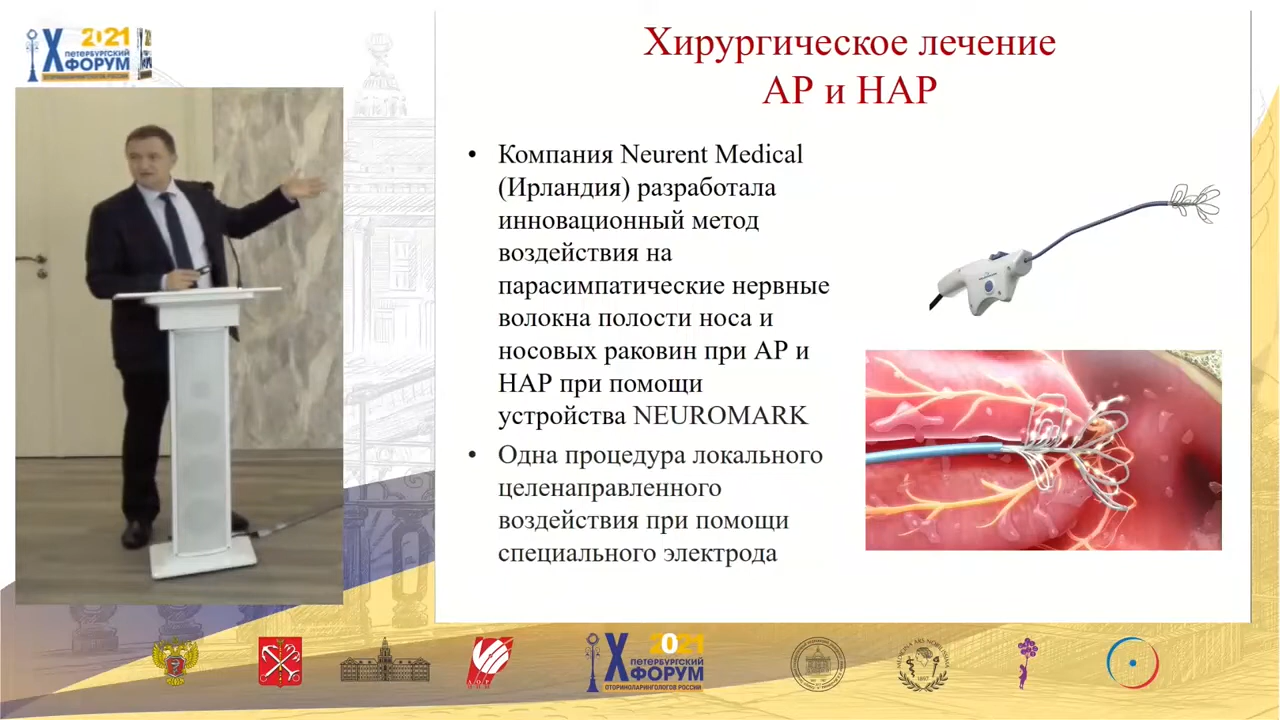 X 2021
ПЕТЕРБУРГСКИЙ
ФОРУМ
ОТОРИНОЛАРИНГОЛОГОВ РОССИИ
Хирургическое лечение
АР и НАР
• Компания Neurent Medical
(Ирландия) разработала
инновационный метод
воздействия на
парасимпатические нервные
волокна полости носа и
носовых раковин при АР и
НАР при помощи
устройства NEUROMARK
• Одна процедура локального
целенаправленного
воздействия при помощи
специального электрода
X 2021
ПЕТЕРБУРГСКИЙ
ФОРУМ
ОТОРИНОЛАРИНГОЛОГОВ РОССИИ